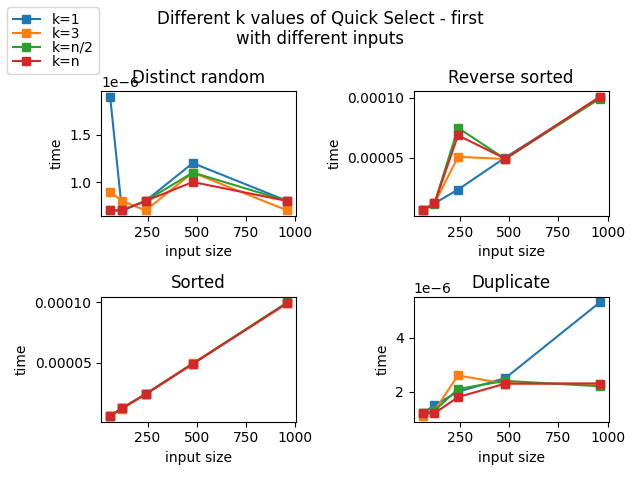 Different k values of Quick Select - first
with different inputs
k=1
k=3
k=n/2
k=n
Distinct random
1e−6
1.5
1.0
time
250
500
750
1000
input size
Reverse sorted
0.00010
0.00005
time
250
500
750
1000
input size
Sorted
0.00010
0.00005
time
250
500
750
1000
input size
Duplicate
1e−6
4
2
time
250
500
750
1000
input size